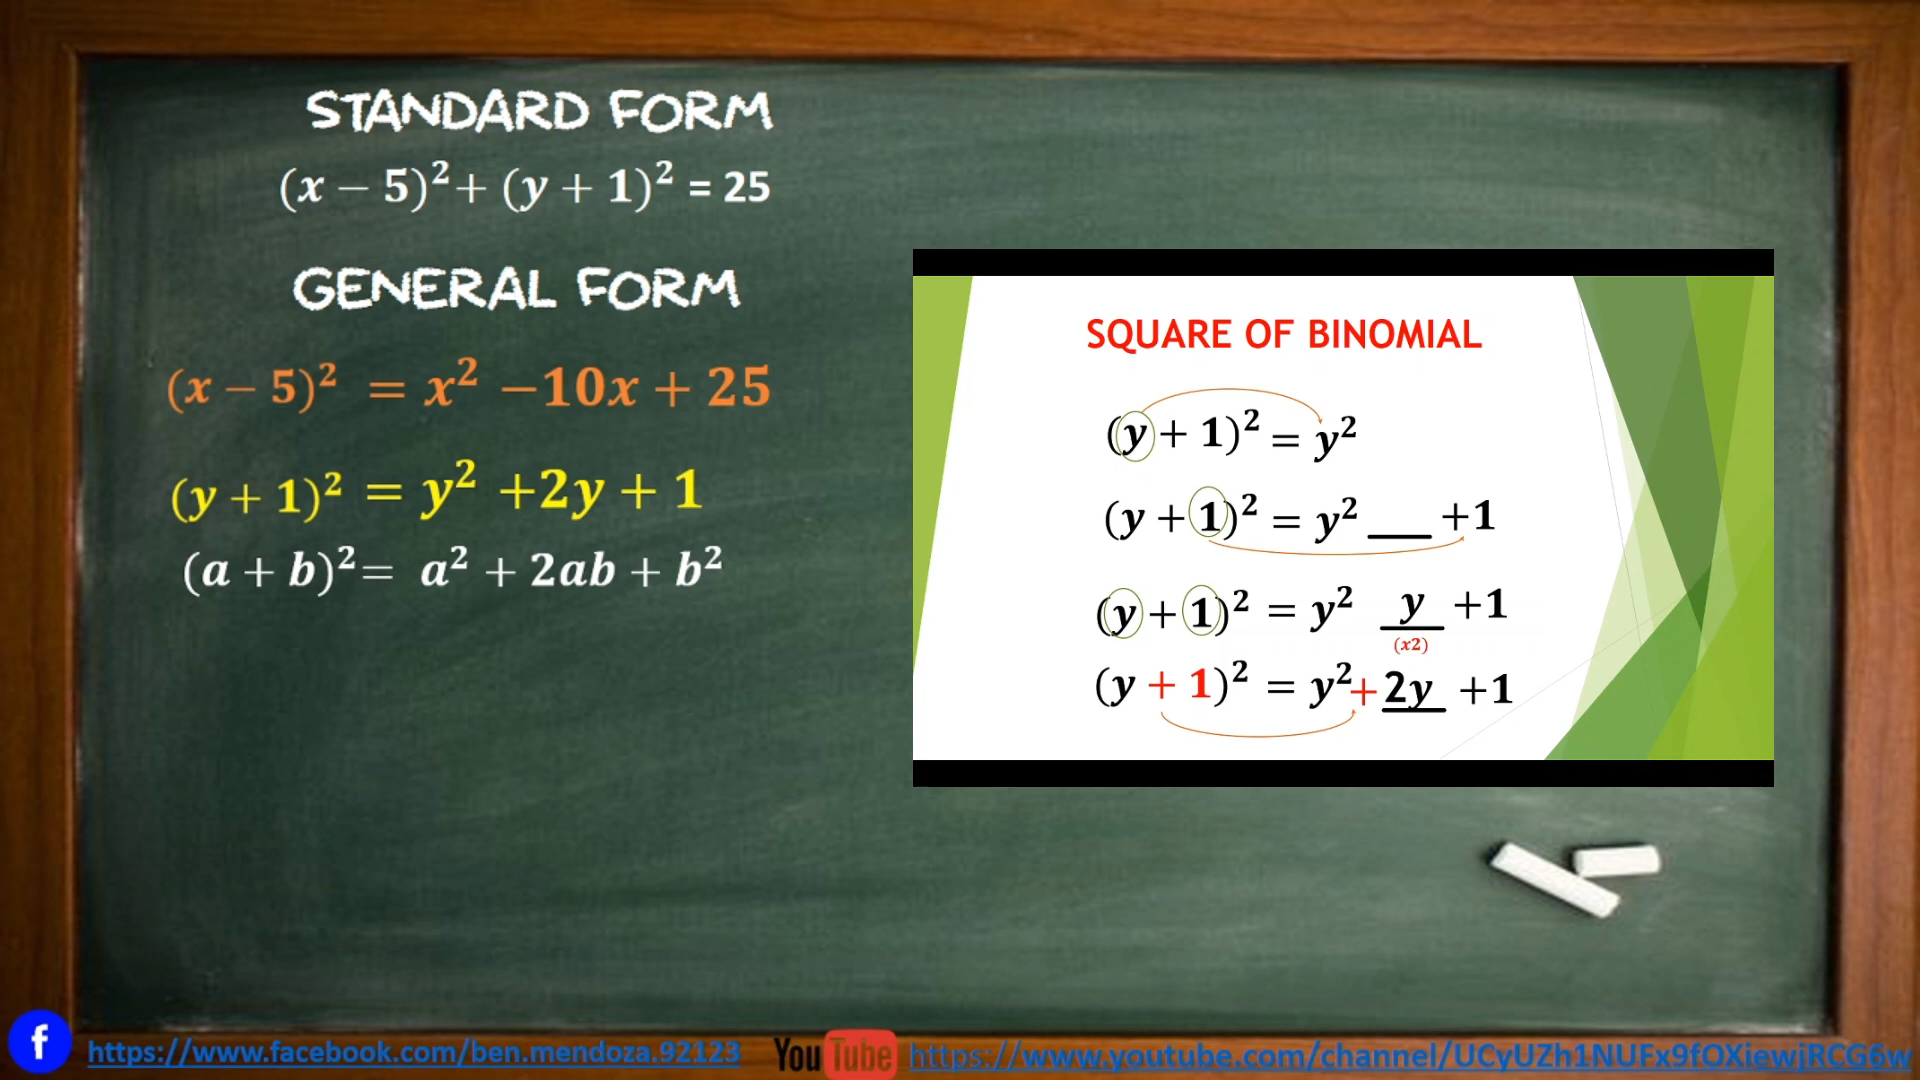 STANDARD FORM
(x − 5)²+ (y + 1)² = 25
GENERAL FORM
(x − 5)² = x² −10x + 25
(y + 1)² = y² +2y + 1
(a + b)²= a² + 2ab + b²
SQUARE OF BINOMIAL
(y + 1)² = y²
(y + 1)² = y² ___ +1
(y + 1)² = y² y +1
(x2)
(y + 1)² = y²+ 2y +1
f https://www.facebook.com/ben.mendoza.92123 YouTube https://www.youtube.com/channel/UCyUZh1NUFx9fOXiewjRCG6w